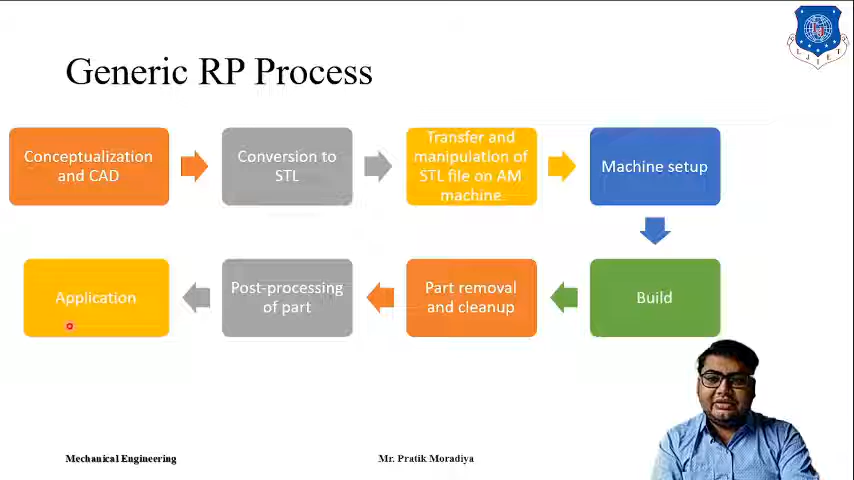 Generic RP Process
Conceptualization
and CAD
Conversion to
STL
Transfer and
manipulation of
STL file on AM
machine
Machine setup
Application
Post-processing
of part
Part removal
and cleanup
Build
Mechanical Engineering
Mr. Pratik Moradiya
LJIET